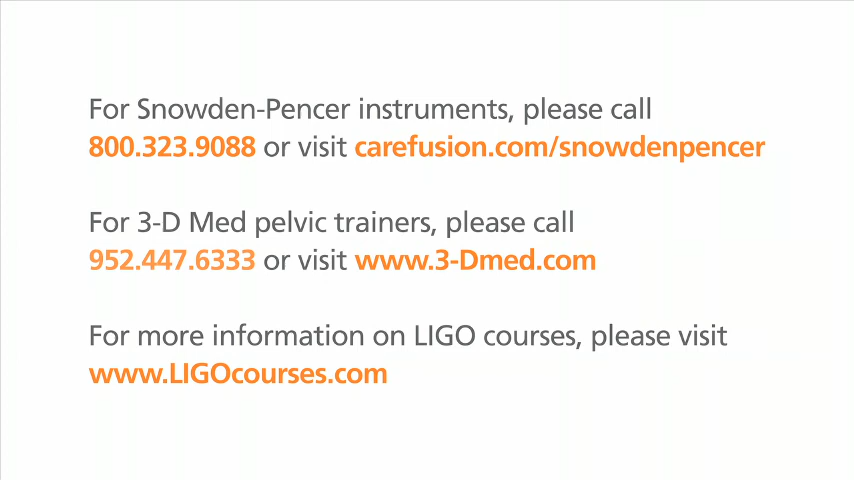 For Snowden-Pencer instruments, please call
800.323.9088 or visit carefusion.com/snowdenpencer
For 3-D Med pelvic trainers, please call
952.447.6333 or visit www.3-Dmed.com
For more information on LIGO courses, please visit
www.LIGOcourses.com